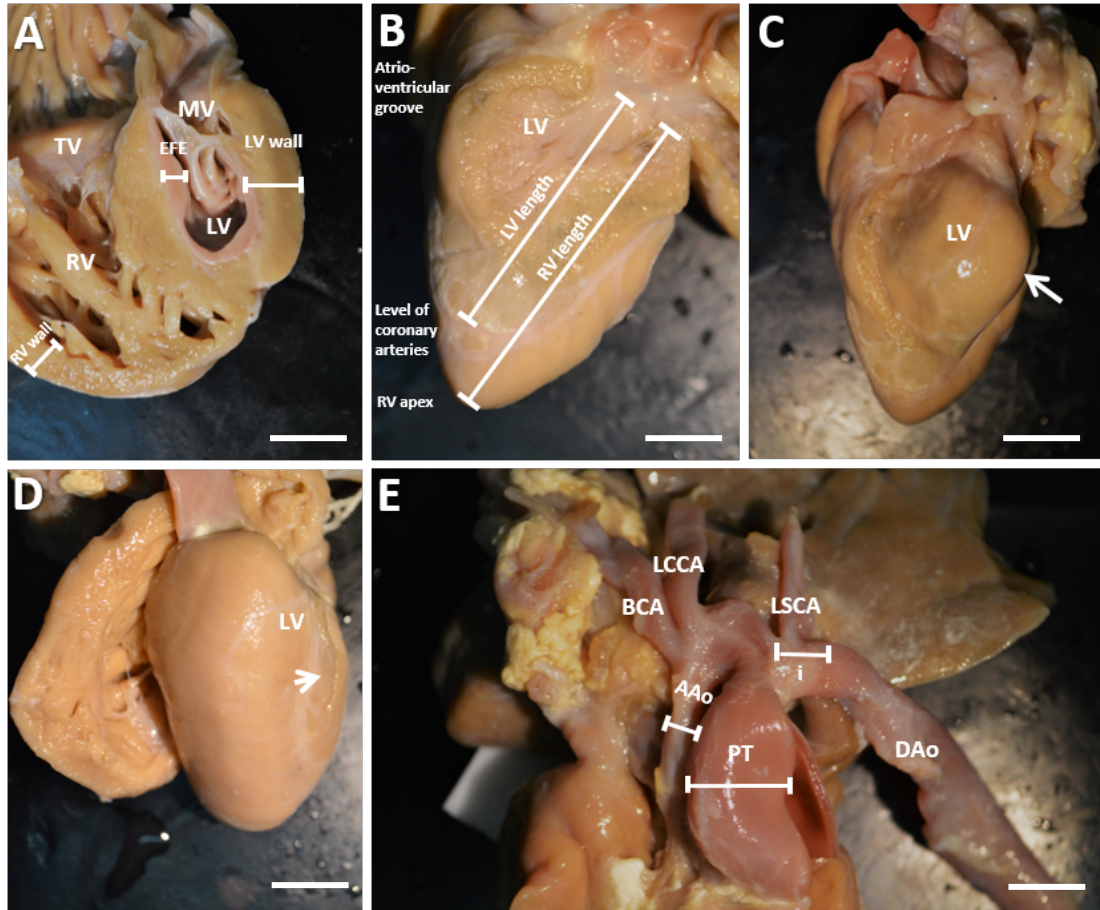 A
MV
EFE
LV wall
TV
LV
RV
RV wall
B
Atrio-
ventricular
groove
LV
LV length
RV length
Level of
coronary
arteries
RV apex
C
LV
D
LV
E
LCCA
BCA
LSCA
i
AAo
PT
DAo